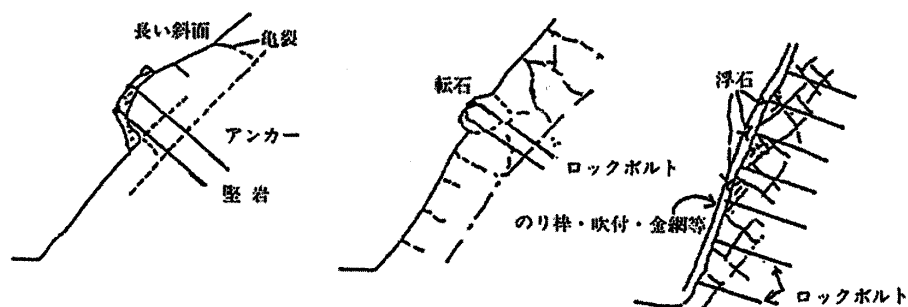 長い斜面
亀裂
アンカー
堅岩
転石
ロックボルト
浮石
のり枠・吹付・金網等
ロックボルト